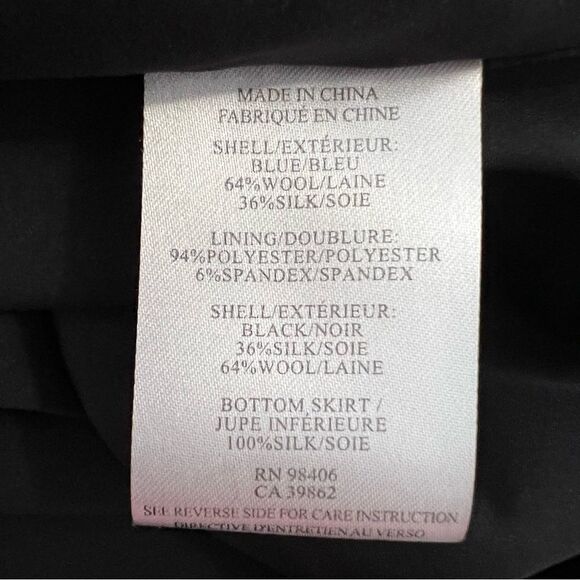 MADE IN CHINA
FABRIQUÉ EN CHINE
SHELL/EXTÉRIEUR:
BLUE/BLEU
64%WOOL/LAINE
36%SILK/SOIE
LINING/DOUBLURE:
94%POLYESTER/POLYESTER
6%SPANDEX/SPANDEX
SHELL/EXTÉRIEUR:
BLACK/NOIR
36%SILK/SOIE
64%WOOL/LAINE
BOTTOM SKIRT /
JUPE INFÉRIEURE
100%SILK/SOIE
RN 98406
CA 39862
SEE REVERSE SIDE FOR CARE INSTRUCTION
DIRECTIVE D'ENTRETIEN AU VERSO